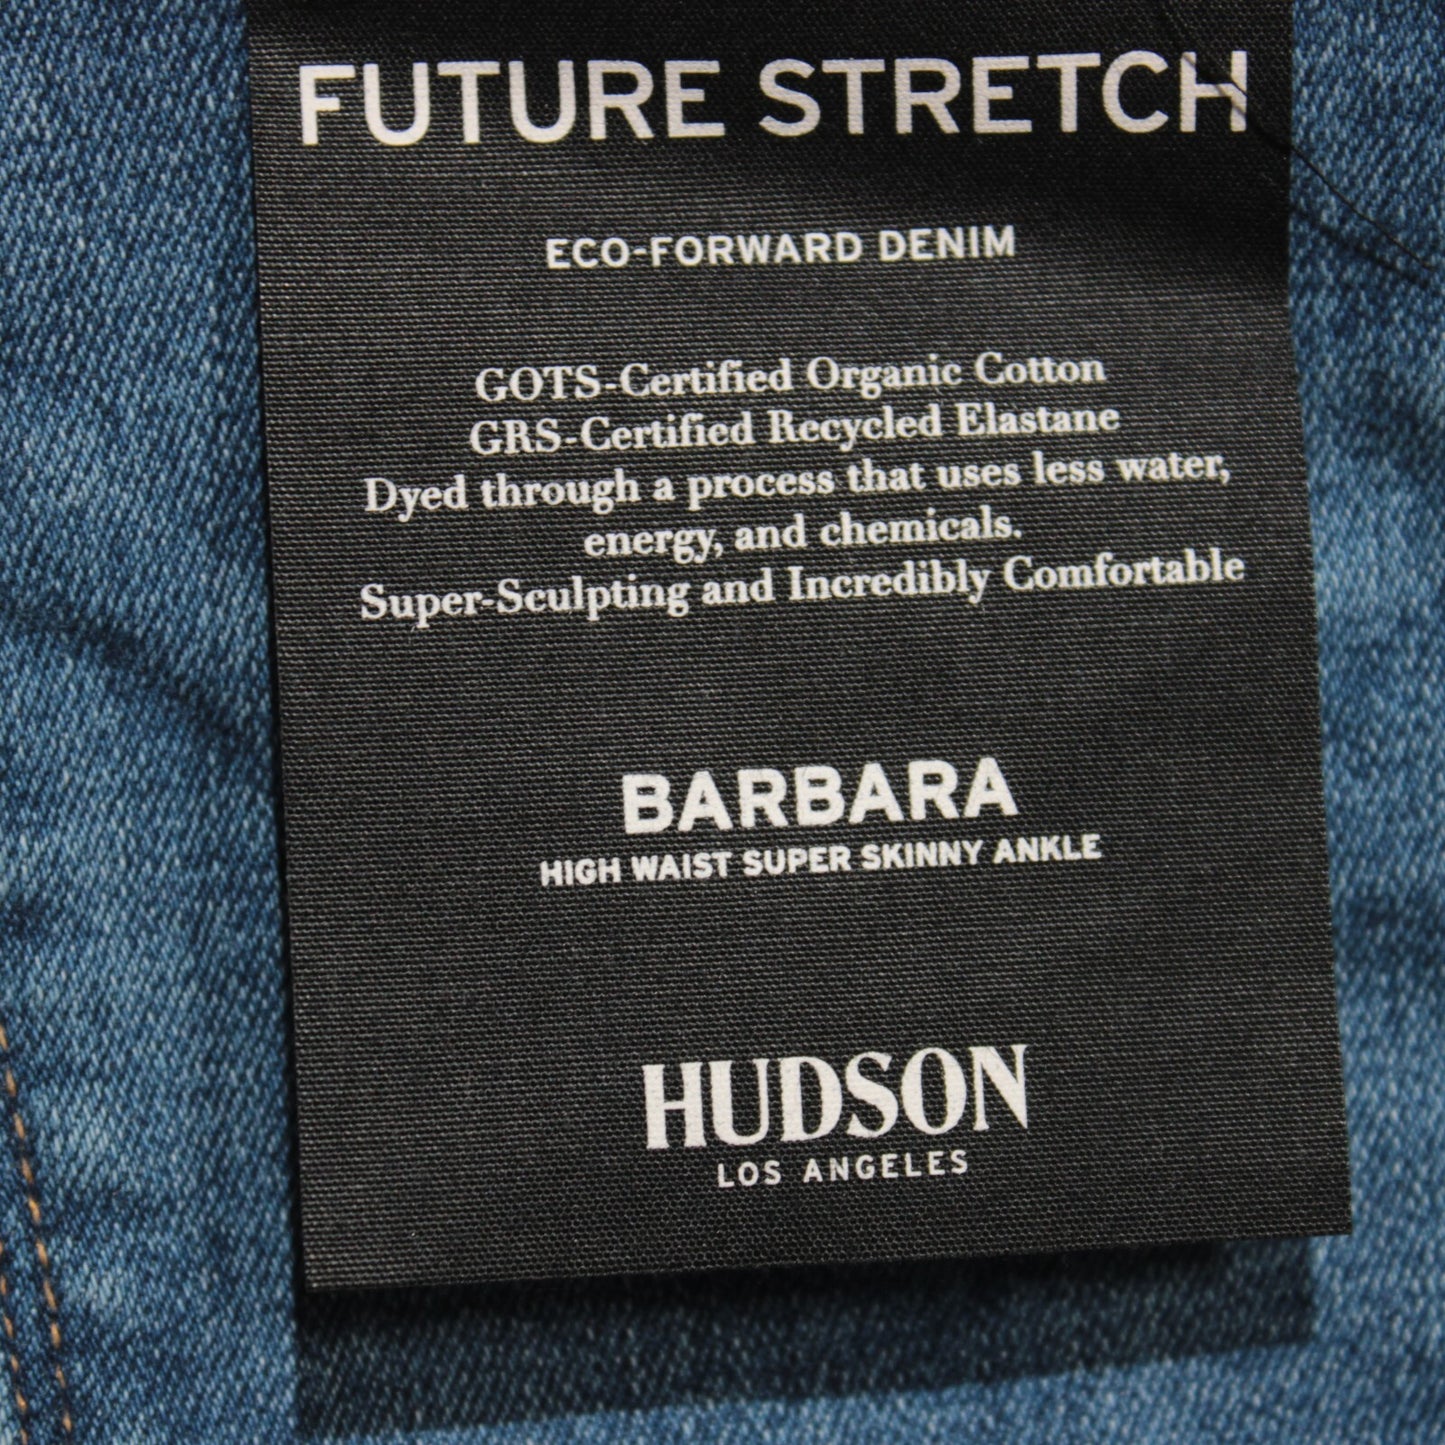 FUTURE STRETCH
ECO-FORWARD DENIM
GOTS-Certified Organic Cotton
GRS-Certified Recycled Elastane
Dyed through a process that uses less water,
energy, and chemicals.
Super-Sculpting and Incredibly Comfortable
BARBARA
HIGH WAIST SUPER SKINNY ANKLE
HUDSON
LOS ANGELES